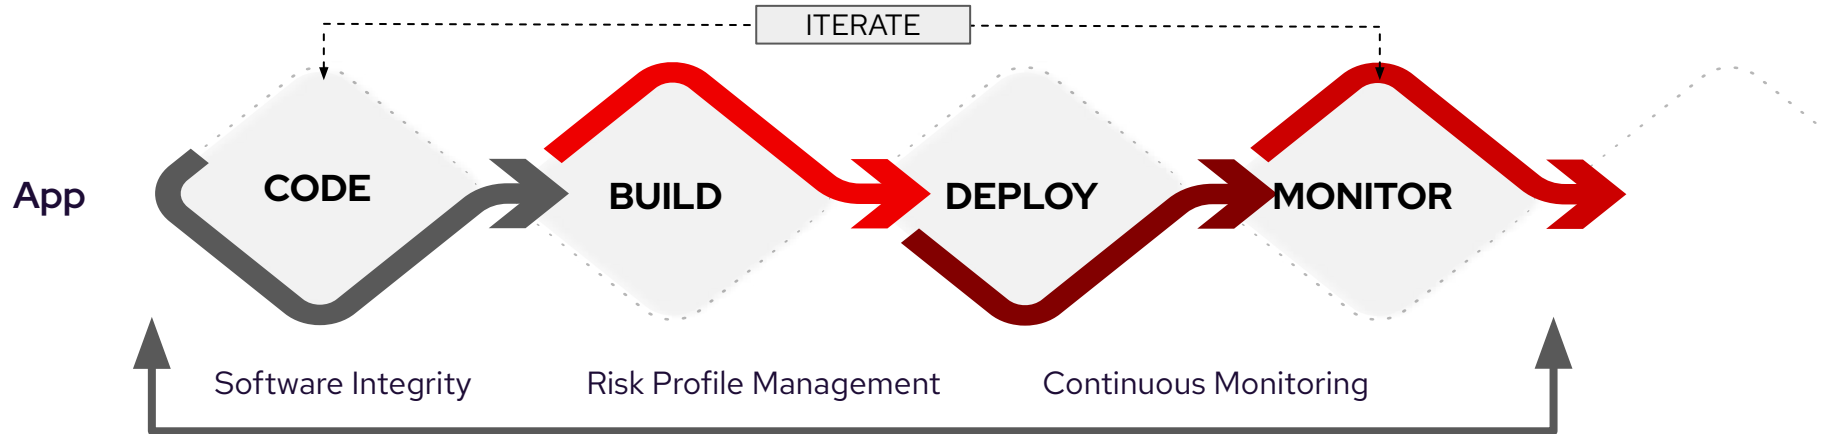 ITERATE
App
CODE
BUILD
DEPLOY
MONITOR
Software Integrity
Risk Profile Management
Continuous Monitoring